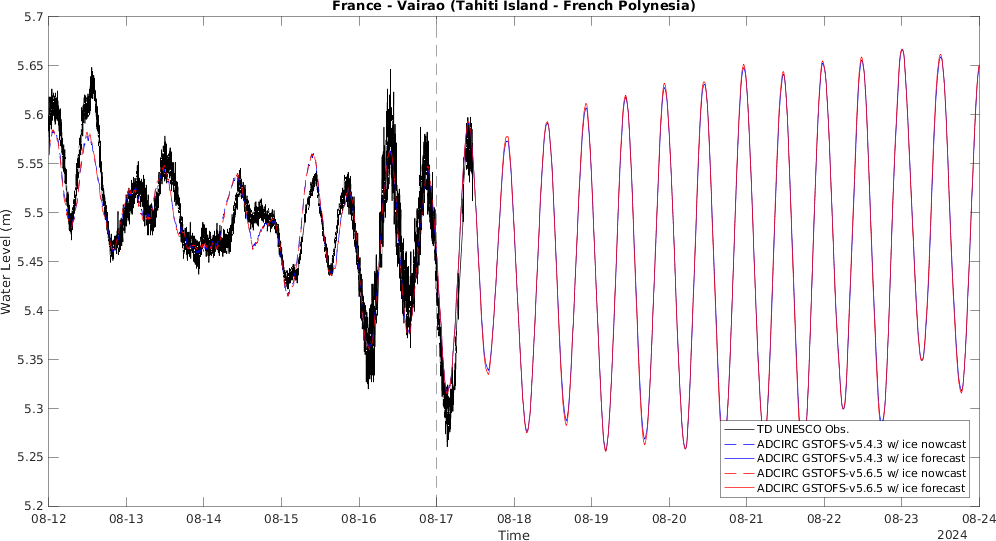 France - Vairao (Tahiti Island - French Polynesia)
5.7
5.65
5.6
5.55
5.5
5.45
5.4
5.35
5.3
5.25
5.2
Water Level (m)
TD UNESCO Obs.
ADCIRC GSTOFS-v5.4.3 w/ ice nowcast
ADCIRC GSTOFS-v5.4.3 w/ ice forecast
ADCIRC GSTOFS-v5.6.5 w/ ice nowcast
ADCIRC GSTOFS-v5.6.5 w/ ice forecast
08-12 08-13 08-14 08-15 08-16 08-17 08-18 08-19 08-20 08-21 08-22 08-23 08-24
Time
2024